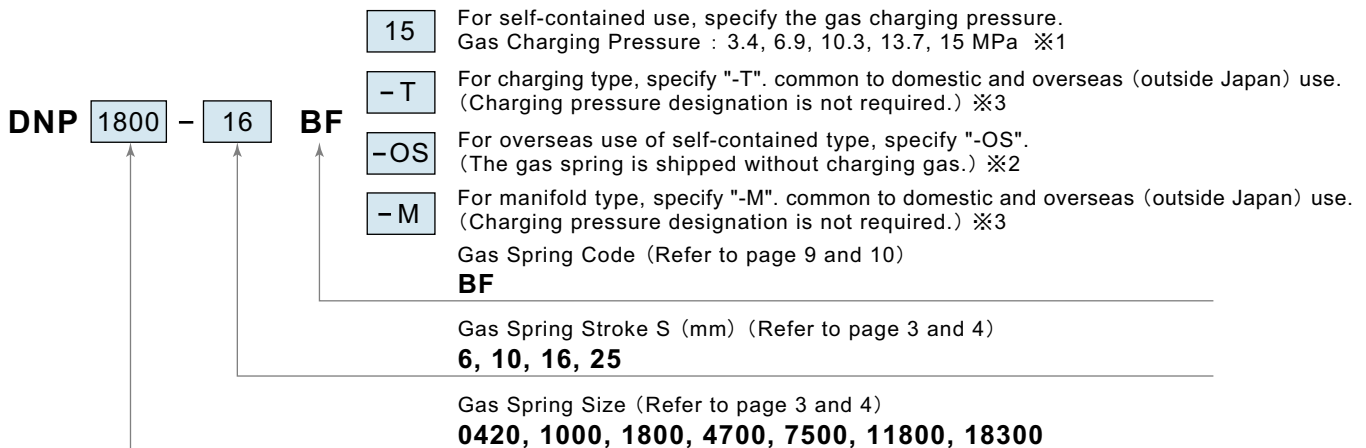 15
For self-contained use, specify the gas charging pressure.
Gas Charging Pressure : 3.4, 6.9, 10.3, 13.7, 15 MPa ※1
-T
For charging type, specify "-T". common to domestic and overseas (outside Japan) use.
(Charging pressure designation is not required.) ※3
DNP 1800 - 16 BF
-OS
For overseas use of self-contained type, specify "-OS".
(The gas spring is shipped without charging gas.) ※2
-M
For manifold type, specify "-M". common to domestic and overseas (outside Japan) use.
(Charging pressure designation is not required.) ※3
Gas Spring Code (Refer to page 9 and 10)
BF
Gas Spring Stroke S (mm) (Refer to page 3 and 4)
6, 10, 16, 25
Gas Spring Size (Refer to page 3 and 4)
0420, 1000, 1800, 4700, 7500, 11800, 18300